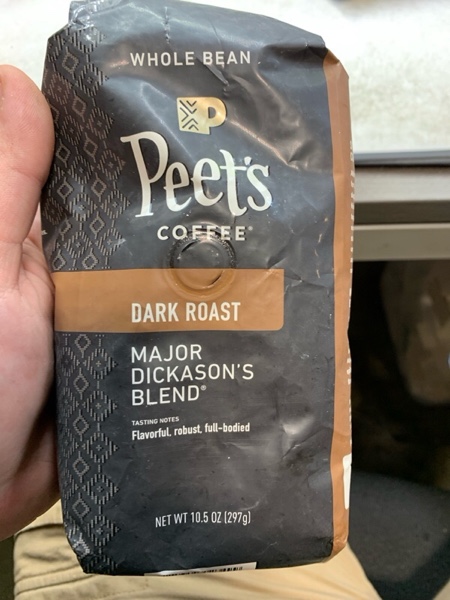 WHOLE BEAN
Peet's
COFFEE®
DARK ROAST
MAJOR
DICKASON'S
BLEND®
TASTING NOTES
Flavorful, robust, full-bodied
NET WT 10.5 OZ (297g)